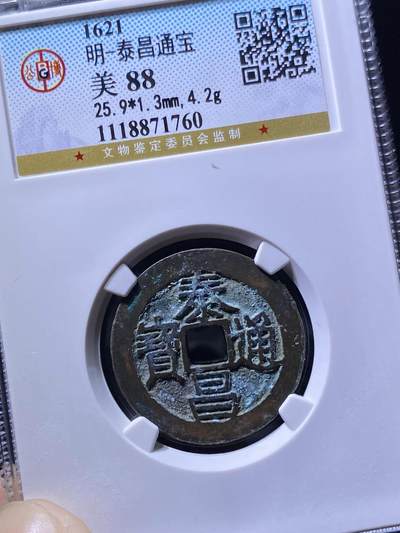 1621
明-泰昌通宝
美 88
25.9*1.3mm,4.2g
1118871760
★ 文物鉴定委员会监制 ★
泰昌通寳